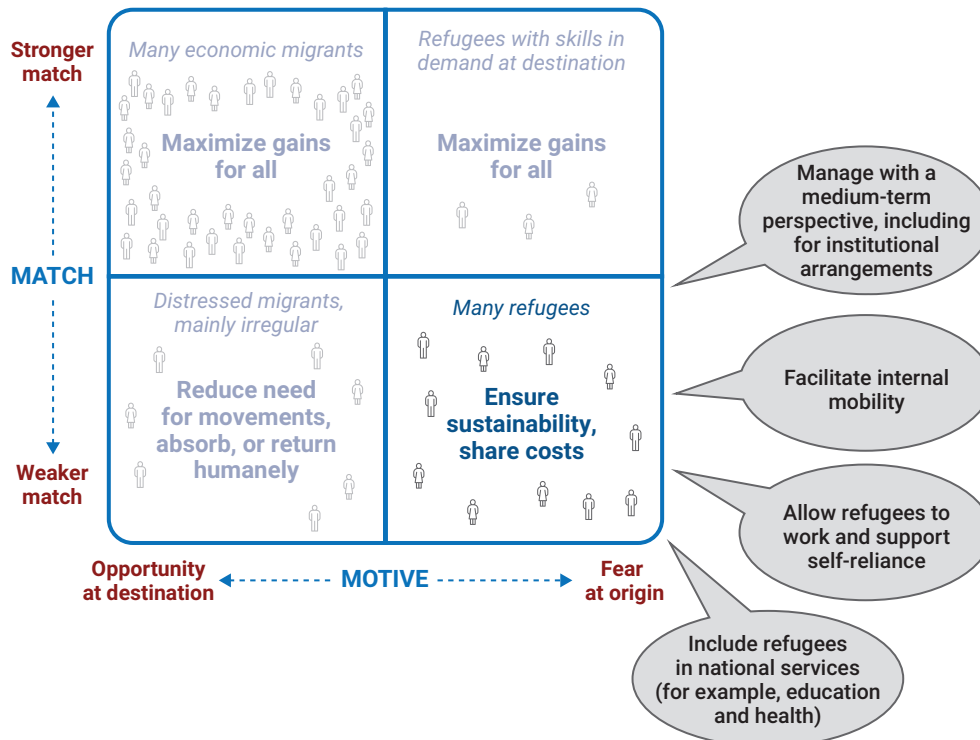 Stronger
match
MATCH
Weaker
match
Many economic migrants
Maximize gains
for all
Refugees with skills in
demand at destination
Maximize gains
for all
Distressed migrants,
mainly irregular
Reduce need
for movements,
absorb, or return
humanely
Many refugees
Ensure
sustainability,
share costs
Opportunity
at destination
MOTIVE
Fear
at origin
Manage with a
medium-term
perspective, including
for institutional
arrangements
Facilitate internal
mobility
Allow refugees to
work and support
self-reliance
Include refugees
in national services
(for example, education
and health)